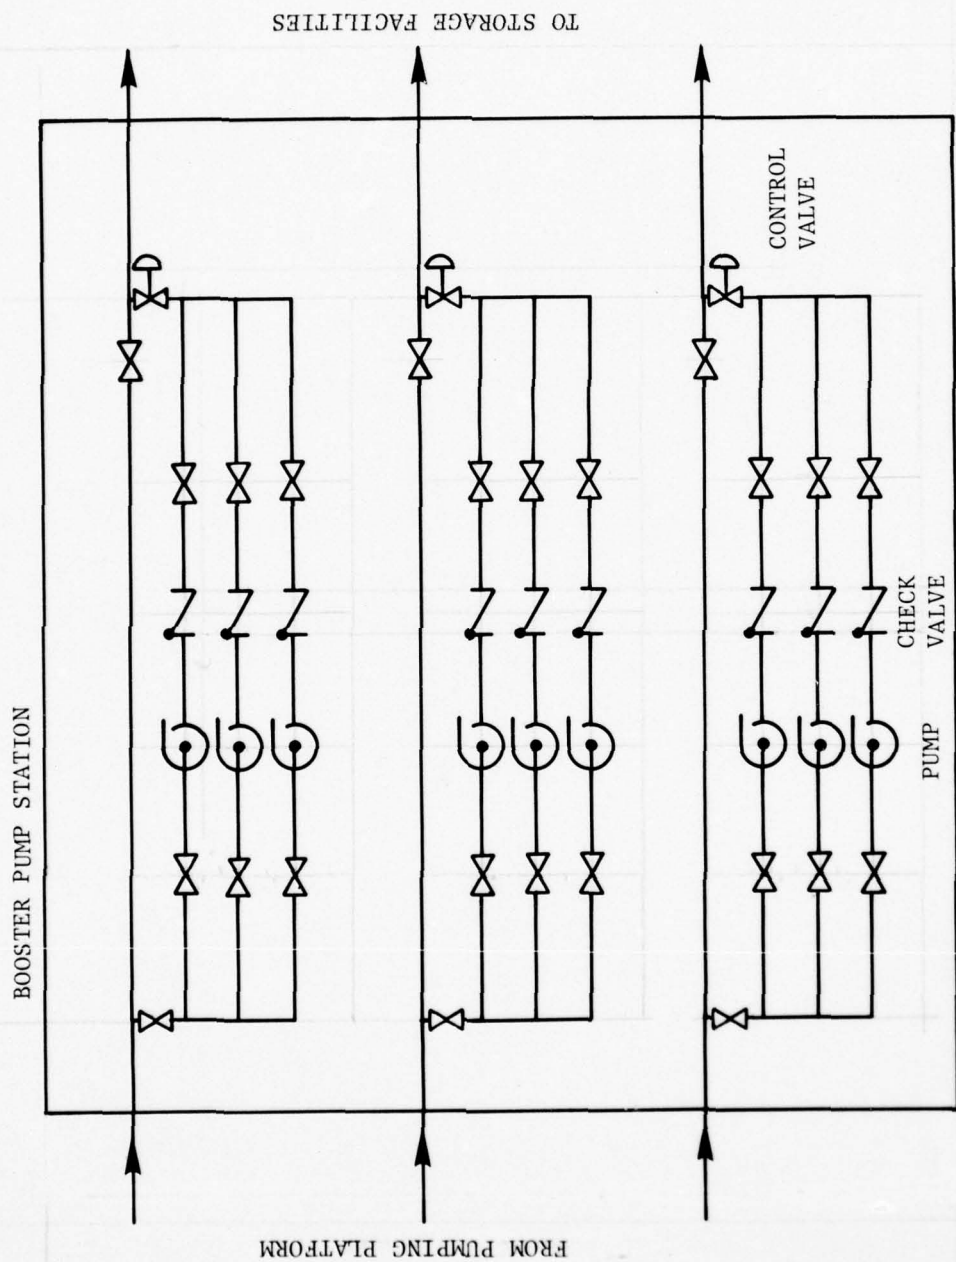 TO STORAGE FACILITIES
CONTROL
VALVE
CHECK
VALVE
PUMP
BOOSTER PUMP STATION
FROM PUMPING PLATFORM